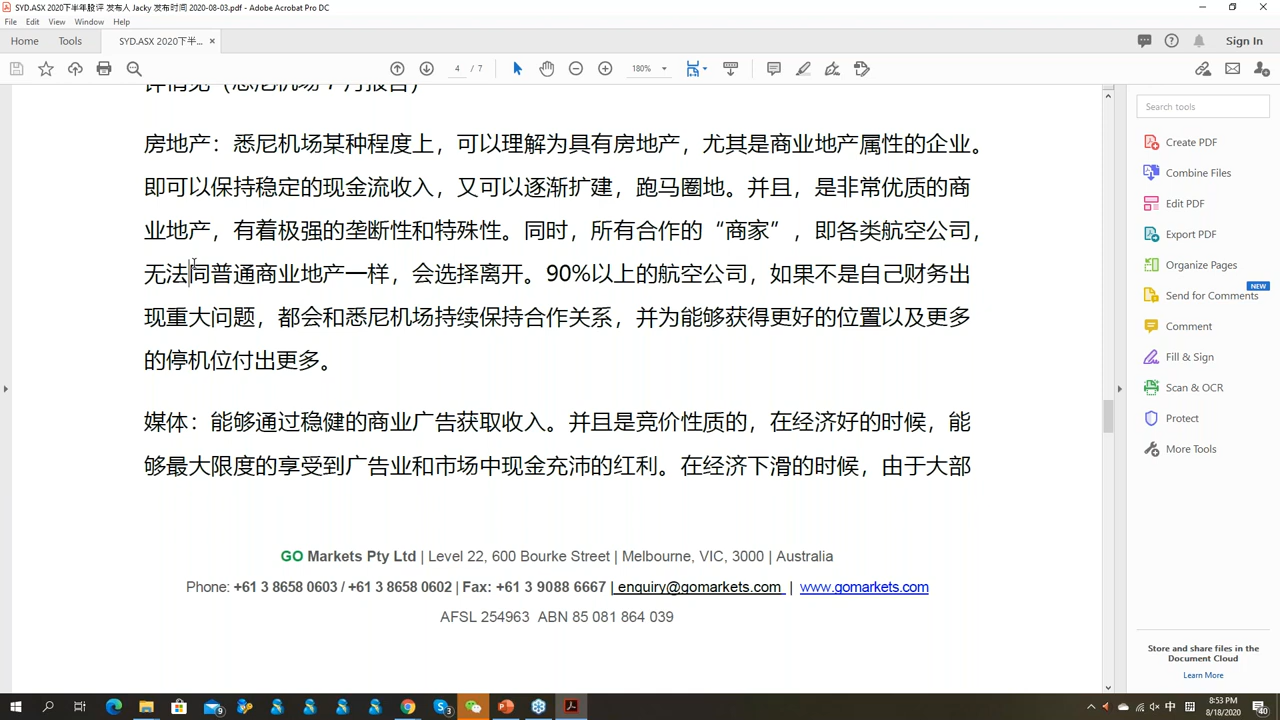 SYD.ASX 2020下半年股评 发布人 Jacky 发布时间 2020-08-03.pdf - Adobe Acrobat Pro DC
File Edit View Window Help
Home Tools SYD.ASX 2020下半... × Sign In
4 / 7 180%
详情见（悉尼机场7月报告）
房地产：悉尼机场某种程度上，可以理解为具有房地产，尤其是商业地产属性的企业。
即可以保持稳定的现金流收入，又可以逐渐扩建，跑马圈地。并且，是非常优质的商
业地产，有着极强的垄断性和特殊性。同时，所有合作的“商家”，即各类航空公司，
无法同普通商业地产一样，会选择离开。90%以上的航空公司，如果不是自己财务出
现重大问题，都会和悉尼机场持续保持合作关系，并为能够获得更好的位置以及更多
的停机位付出更多。
媒体：能够通过稳健的商业广告获取收入。并且是竞价性质的，在经济好的时候，能
够最大限度的享受到广告业和市场中现金充沛的红利。在经济下滑的时候，由于大部
GO Markets Pty Ltd | Level 22, 600 Bourke Street | Melbourne, VIC, 3000 | Australia
Phone: +61 3 8658 0603 / +61 3 8658 0602 | Fax: +61 3 9088 6667 | enquiry@gomarkets.com | www.gomarkets.com
AFSL 254963 ABN 85 081 864 039
Search tools
Create PDF
Combine Files
Edit PDF
Export PDF
Organize Pages
NEW
Send for Comments
Comment
Fill & Sign
Scan & OCR
Protect
More Tools
Store and share files in the
Document Cloud
Learn More
9
3
中
8:53 PM
8/18/2020
40